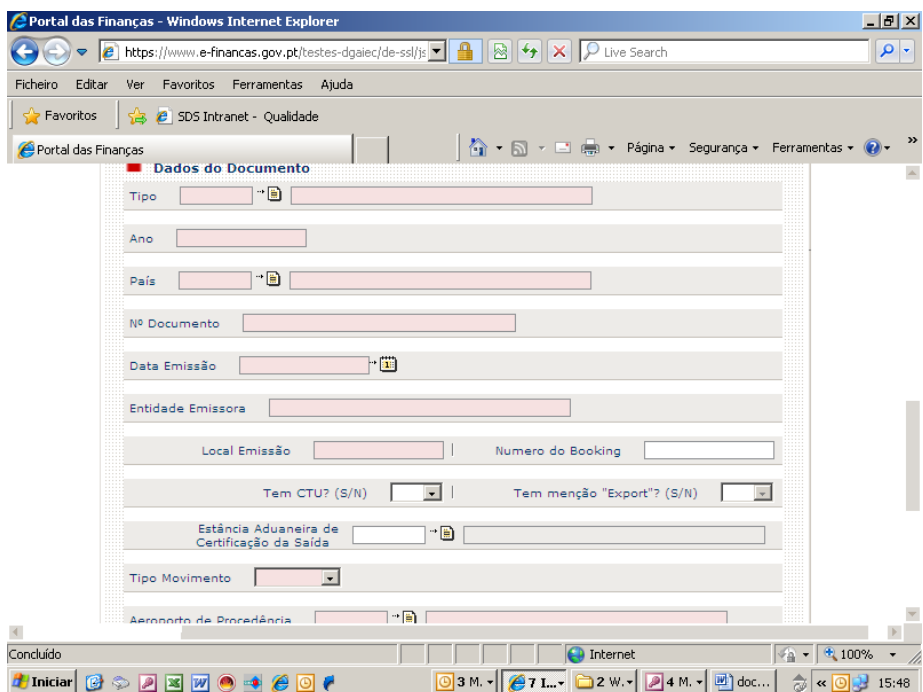 Portal das Finanças - Windows Internet Explorer
https://www.e-financas.gov.pt/testes-dgaiec/de-ssl/js
Live Search
Ficheiro Editar Ver Favoritos Ferramentas Ajuda
Favoritos SDS Intranet - Qualidade
Portal das Finanças Página Segurança Ferramentas »
Dados do Documento
Tipo
Ano
País
Nº Documento
Data Emissão
Entidade Emissora
Local Emissão | Numero do Booking
Tem CTU? (S/N) | Tem menção "Export"? (S/N)
Estância Aduaneira de
Certificação da Saída
Tipo Movimento
Aeroporto de Procedência
Concluído Internet 100%
Iniciar 3 M. 7 I... 2 W. 4 M. doc... « 15:48